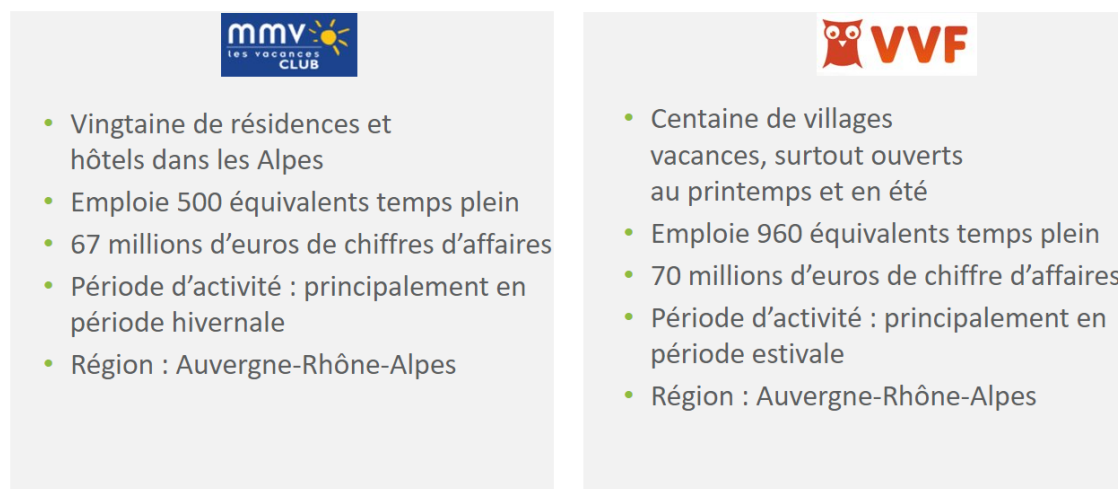 mmv
les vacances
CLUB
• Vingtaine de résidences et
hôtels dans les Alpes
• Emploie 500 équivalents temps plein
• 67 millions d’euros de chiffres d’affaires
• Période d’activité : principalement en
période hivernale
• Région : Auvergne-Rhône-Alpes
VVF
• Centaine de villages
vacances, surtout ouverts
au printemps et en été
• Emploie 960 équivalents temps plein
• 70 millions d’euros de chiffre d’affaires
• Période d’activité : principalement en
période estivale
• Région : Auvergne-Rhône-Alpes